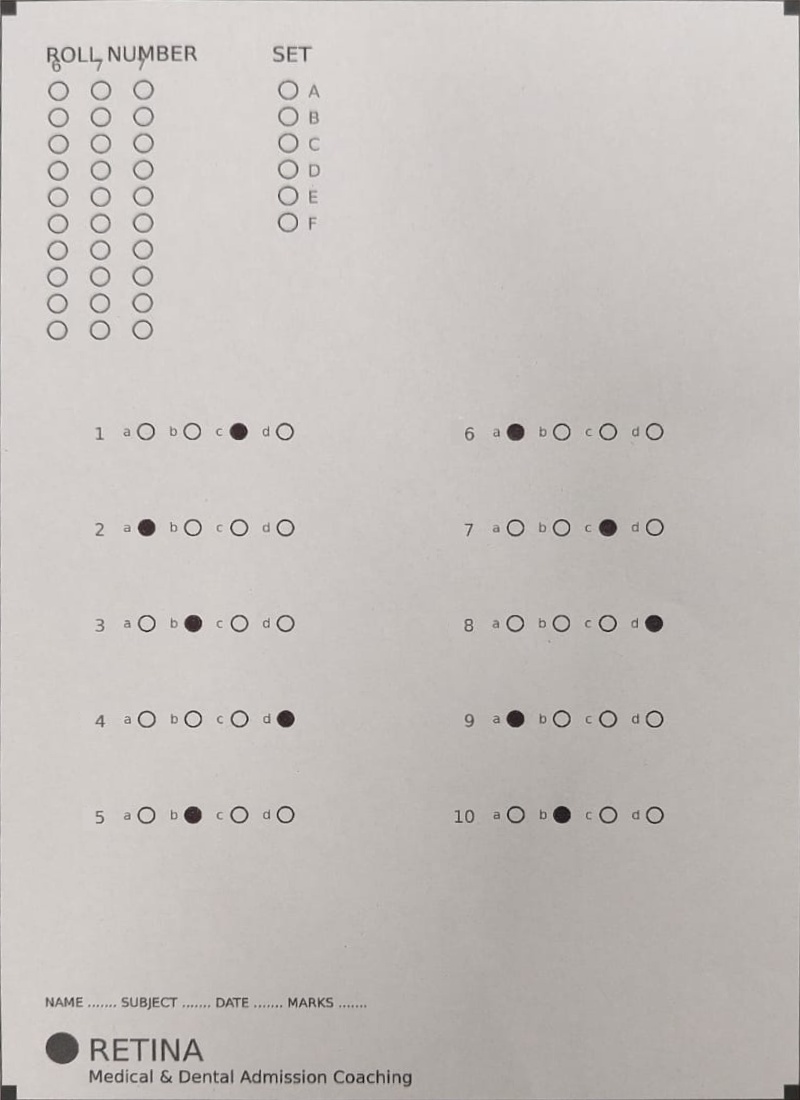 ROLL NUMBER SET
6 7 7
A
B
C
D
E
F
1 a b c d 6 a b c d
2 a b c d 7 a b c d
3 a b c d 8 a b c d
4 a b c d 9 a b c d
5 a b c d 10 a b c d
NAME ....... SUBJECT ....... DATE ....... MARKS .......
RETINA
Medical & Dental Admission Coaching